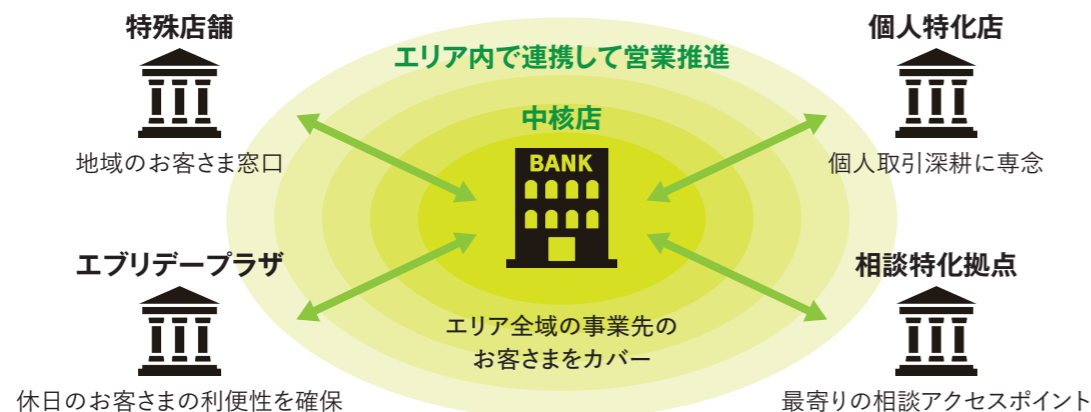 特殊店舗
地域のお客さま窓口
エリア内で連携して営業推進
中核店
BANK
エリア全域の事業先の
お客さまをカバー
個人特化店
個人取引深耕に専念
エブリデープラザ
休日のお客さまの利便性を確保
相談特化拠点
最寄りの相談アクセスポイント